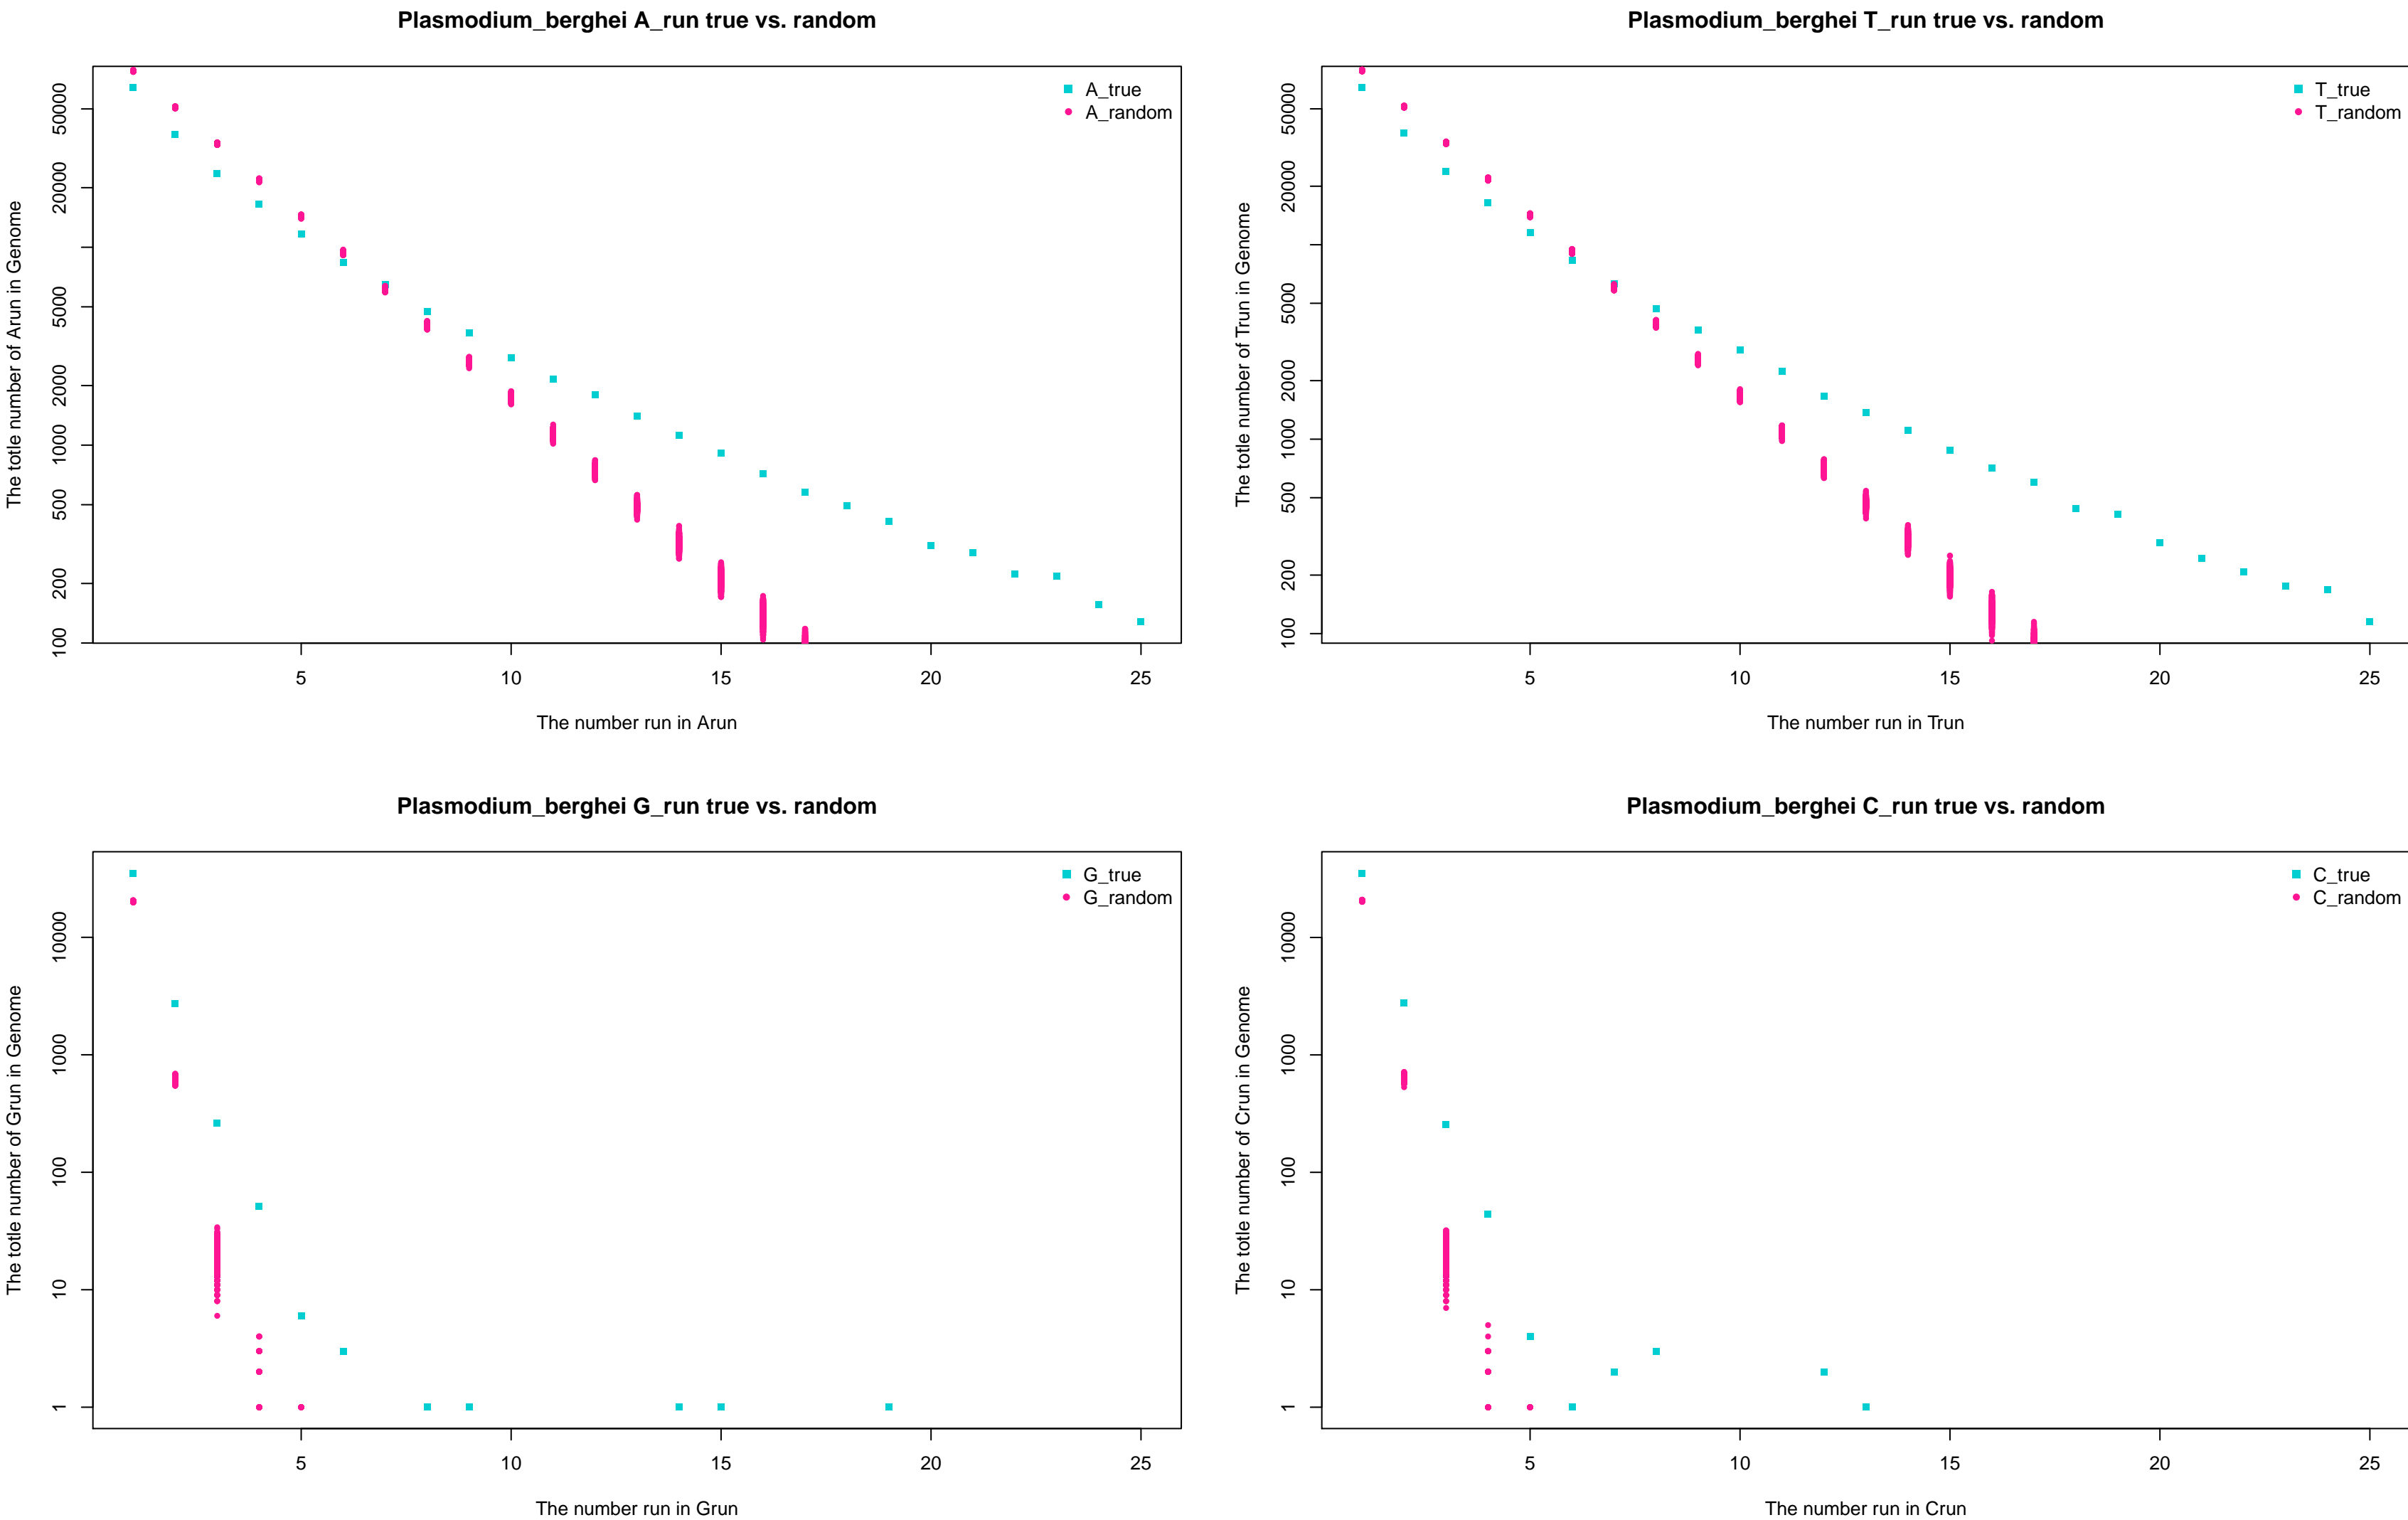 Plasmodium_berghei A_run true vs. random
The totle number of Arun in Genome
50000
20000
5000
2000
1000
500
200
100
A_true
A_random
5 10 15 20 25
The number run in Arun
Plasmodium_berghei T_run true vs. random
The totle number of Trun in Genome
50000
20000
5000
2000
1000
500
200
100
T_true
T_random
5 10 15 20 25
The number run in Trun
Plasmodium_berghei G_run true vs. random
The totle number of Grun in Genome
10000
1000
100
10
1
G_true
G_random
5 10 15 20 25
The number run in Grun
Plasmodium_berghei C_run true vs. random
The totle number of Crun in Genome
10000
1000
100
10
1
C_true
C_random
5 10 15 20 25
The number run in Crun